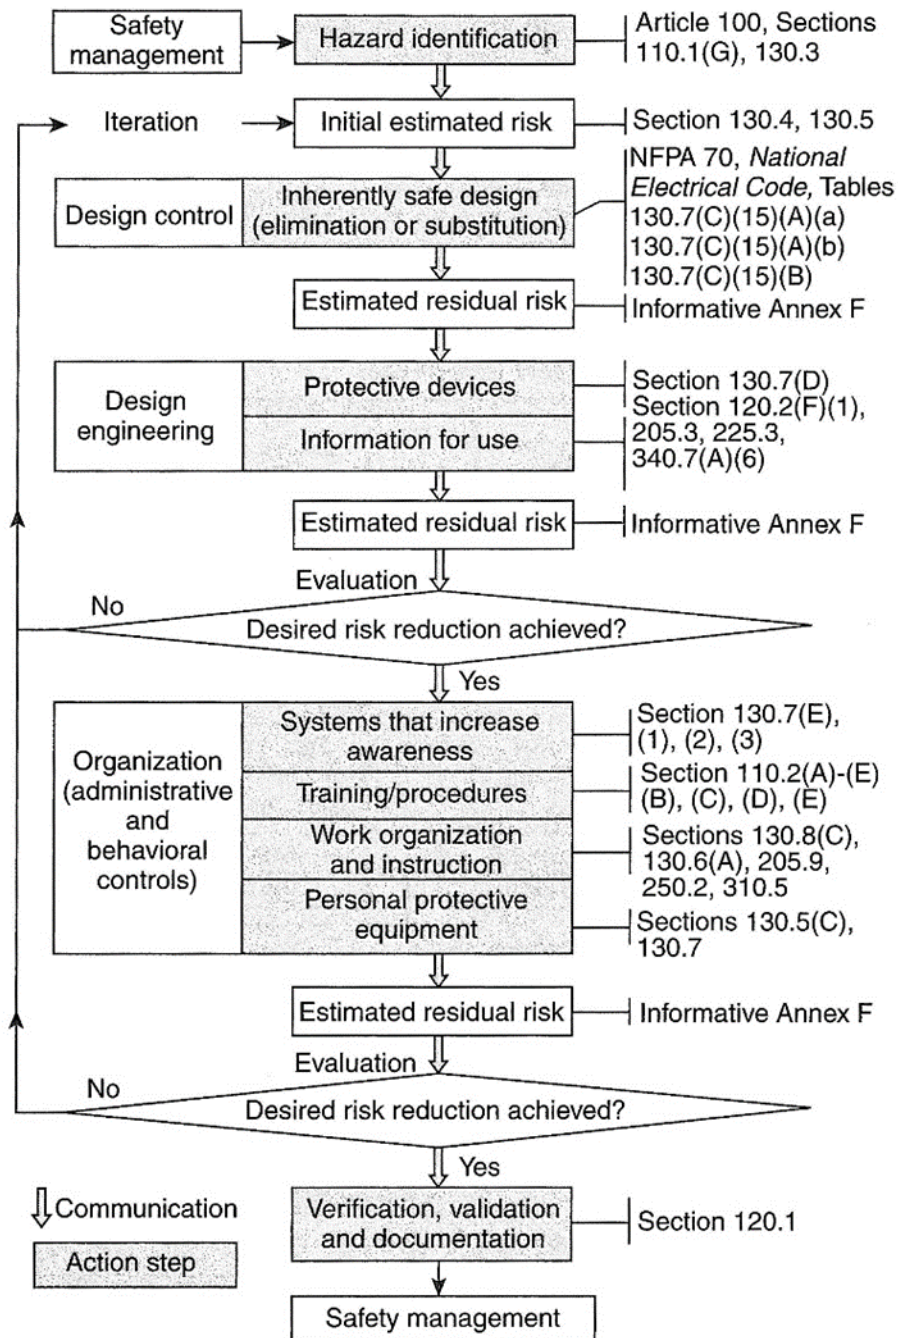 Safety
management
Hazard identification
Article 100, Sections
110.1(G), 130.3
Iteration
Initial estimated risk
Section 130.4, 130.5
Design control
Inherently safe design
(elimination or substitution)
NFPA 70, National
Electrical Code, Tables
130.7(C)(15)(A)(a)
130.7(C)(15)(A)(b)
130.7(C)(15)(B)
Estimated residual risk
Informative Annex F
Design
engineering
Protective devices
Section 130.7(D)
Information for use
Section 120.2(F)(1),
205.3, 225.3,
340.7(A)(6)
Estimated residual risk
Informative Annex F
Evaluation
No
Desired risk reduction achieved?
Yes
Organization
(administrative
and
behavioral
controls)
Systems that increase
awareness
Section 130.7(E),
(1), (2), (3)
Training/procedures
Section 110.2(A)-(E)
(B), (C), (D), (E)
Work organization
and instruction
Sections 130.8(C),
130.6(A), 205.9,
250.2, 310.5
Personal protective
equipment
Sections 130.5(C),
130.7
Estimated residual risk
Informative Annex F
Evaluation
No
Desired risk reduction achieved?
Yes
Communication
Action step
Verification, validation
and documentation
Section 120.1
Safety management